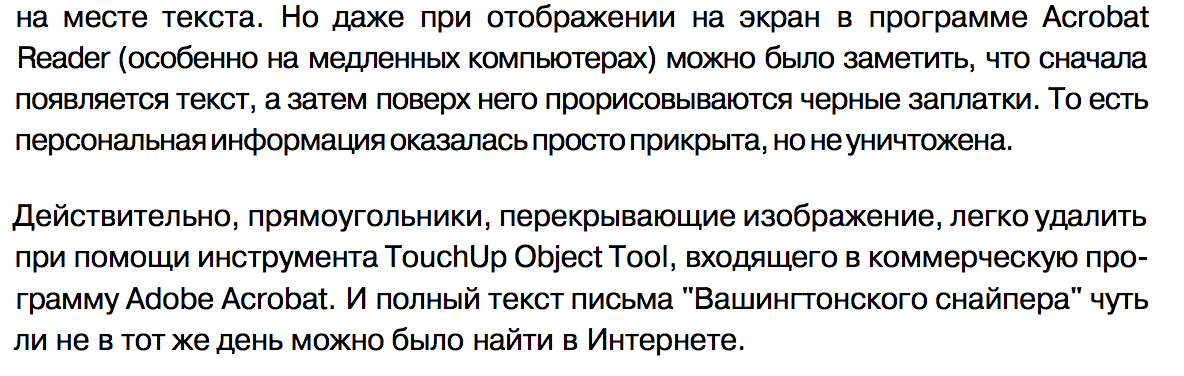 на месте текста. Но даже при отображении на экран в программе Acrobat
Reader (особенно на медленных компьютерах) можно было заметить, что сначала
появляется текст, а затем поверх него прорисовываются черные заплатки. То есть
персональная информация оказалась просто прикрыта, но не уничтожена.
Действительно, прямоугольники, перекрывающие изображение, легко удалить
при помощи инструмента TouchUp Object Tool, входящего в коммерческую про-
грамму Adobe Acrobat. И полный текст письма "Вашингтонского снайпера" чуть
ли не в тот же день можно было найти в Интернете.